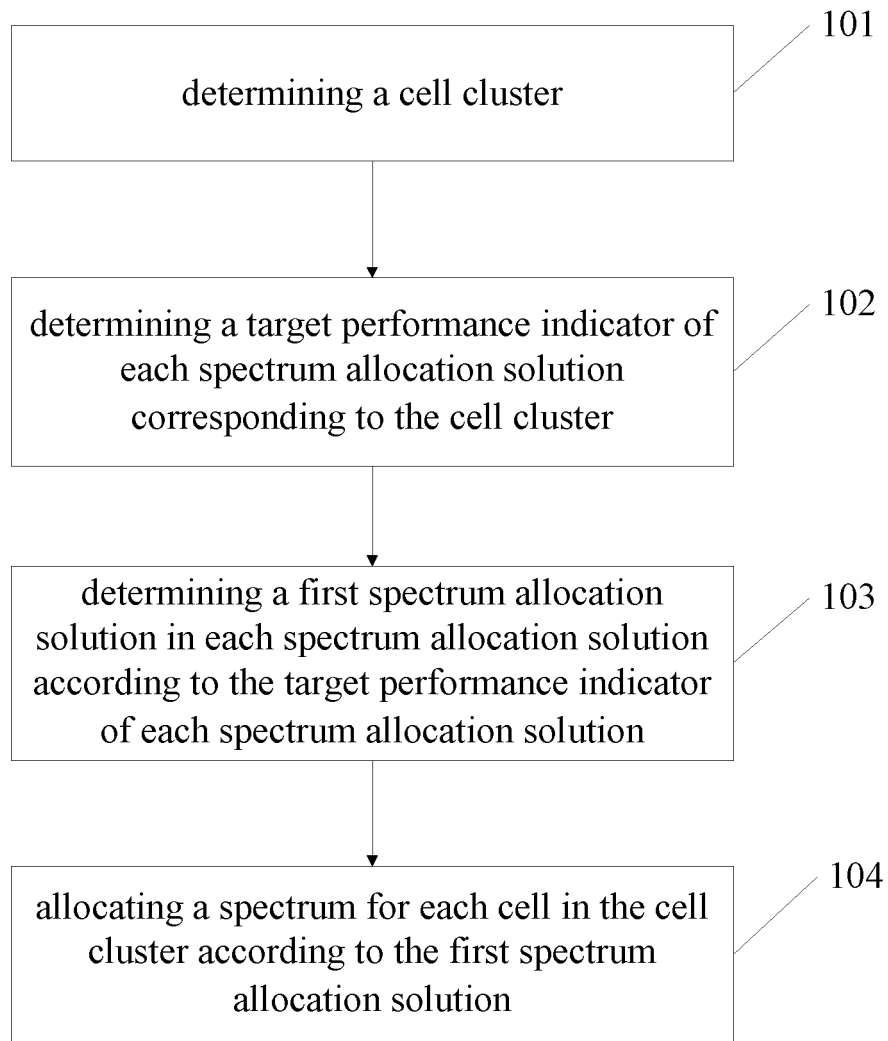 101
determining a cell cluster
102
determining a target performance indicator of
each spectrum allocation solution
corresponding to the cell cluster
103
determining a first spectrum allocation
solution in each spectrum allocation solution
according to the target performance indicator
of each spectrum allocation solution
104
allocating a spectrum for each cell in the cell
cluster according to the first spectrum
allocation solution